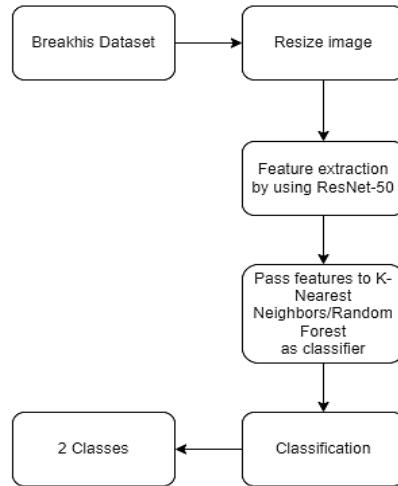 Breakhis Dataset
Resize image
Feature extraction
by using ResNet-50
Pass features to K-
Nearest
Neighbors/Random
Forest
as classifier
2 Classes
Classification